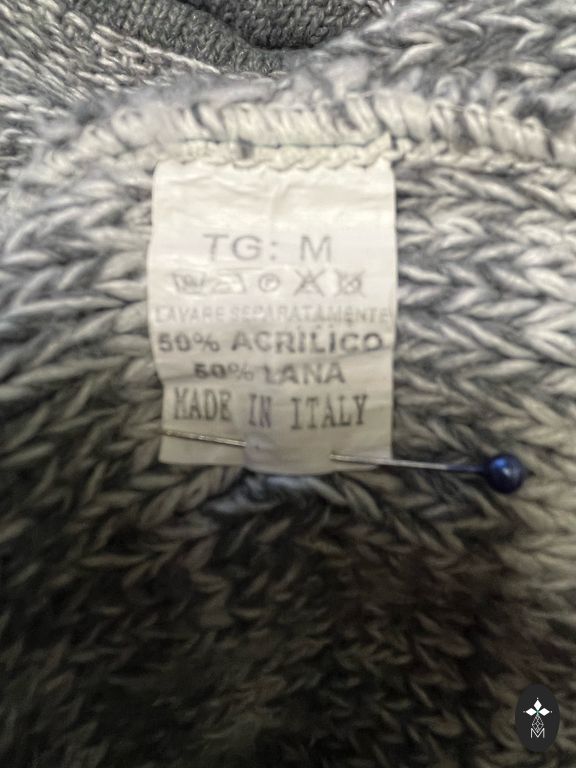 TG: M
LAVARE SEPARATAMENTE
50% ACRILICO
50% LANA
MADE IN ITALY
M